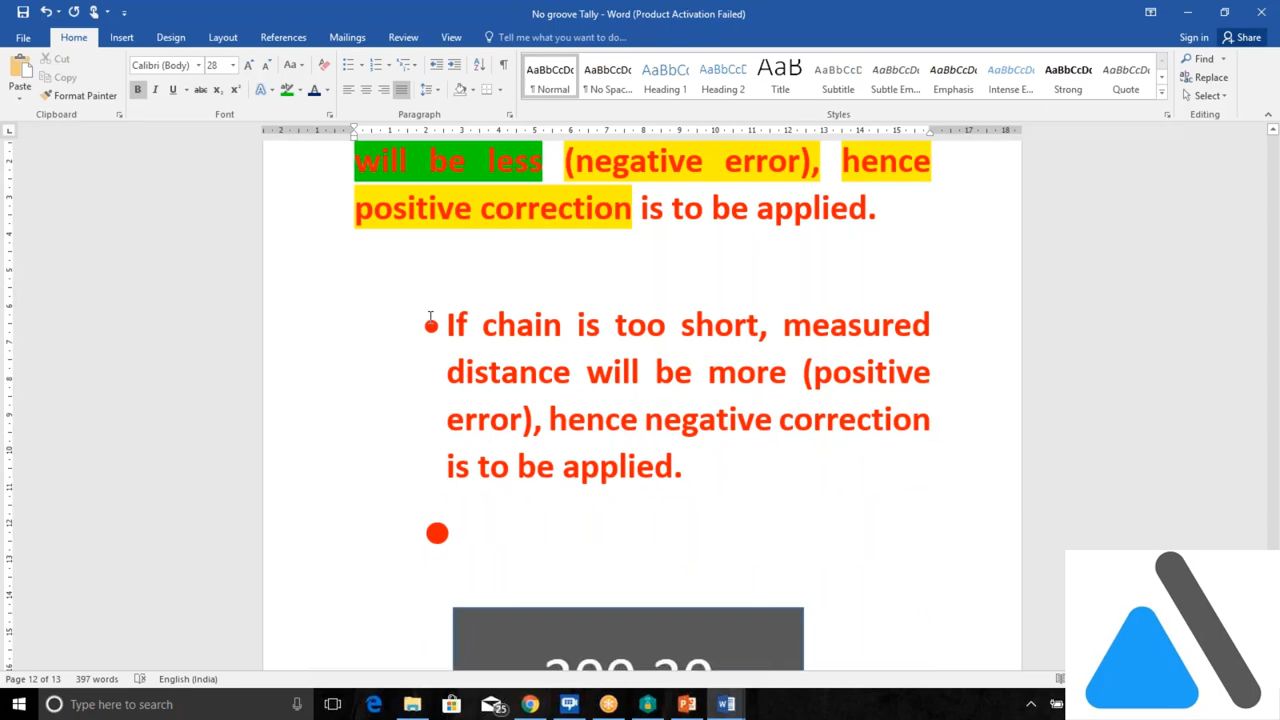 No groove Tally - Word (Product Activation Failed)
File Home Insert Design Layout References Mailings Review View Tell me what you want to do... Sign in Share
Paste Cut Copy Format Painter
Calibri (Body) 28
AaBbCcDc AaBbCcDc AaBbCc AaBbCcC AaB AaBbCcD AaBbCcDc AaBbCcDc AaBbCcDc AaBbCcDc AaBbCcDc
¶ Normal ¶ No Spac... Heading 1 Heading 2 Title Subtitle Subtle Em... Emphasis Intense E... Strong Quote
Find Replace Select
Clipboard Font Paragraph Styles Editing
will be less (negative error), hence
positive correction is to be applied.
If chain is too short, measured
distance will be more (positive
error), hence negative correction
is to be applied.
Page 12 of 13 397 words English (India)
Type here to search 25